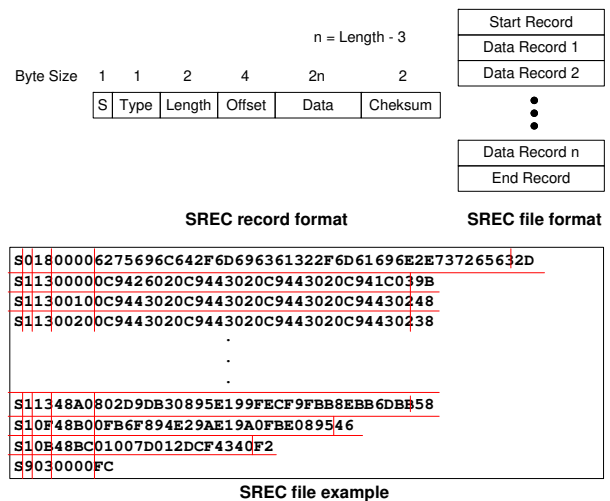 n = Length - 3
Byte Size 1 1 2 4 2n 2
S Type Length Offset Data Cheksum
Start Record
Data Record 1
Data Record 2
Data Record n
End Record
SREC record format
SREC file format
S01800006275696C642F6D696361322F6D61696E2E737265632D
S11300000C9426020C9443020C9443020C941C039B
S11300100C9443020C9443020C9443020C94430248
S11300200C9443020C9443020C9443020C94430238
.
.
.
S11348A0802D9DB30895E199FECF9FBB8EBB6DBB58
S10F48B00FB6F894E29AE19A0FBE089546
S10B48BC01007D012DCF4340F2
S9030000FC
SREC file example